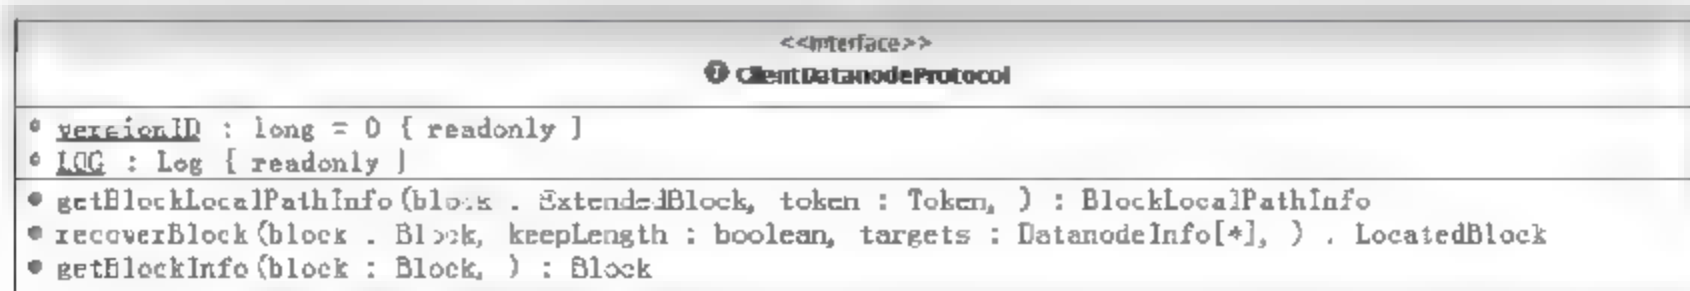 <<interface>>
ClientDatanodeProtocol
versionID : long = 0 { readonly }
LOG : Log { readonly }
getBlockLocalPathInfo(block : ExtendedBlock, token : Token, ) : BlockLocalPathInfo
recoverBlock(block : Block, keepLength : boolean, targets : DatanodeInfo[*], ) : LocatedBlock
getBlockInfo(block : Block, ) : Block